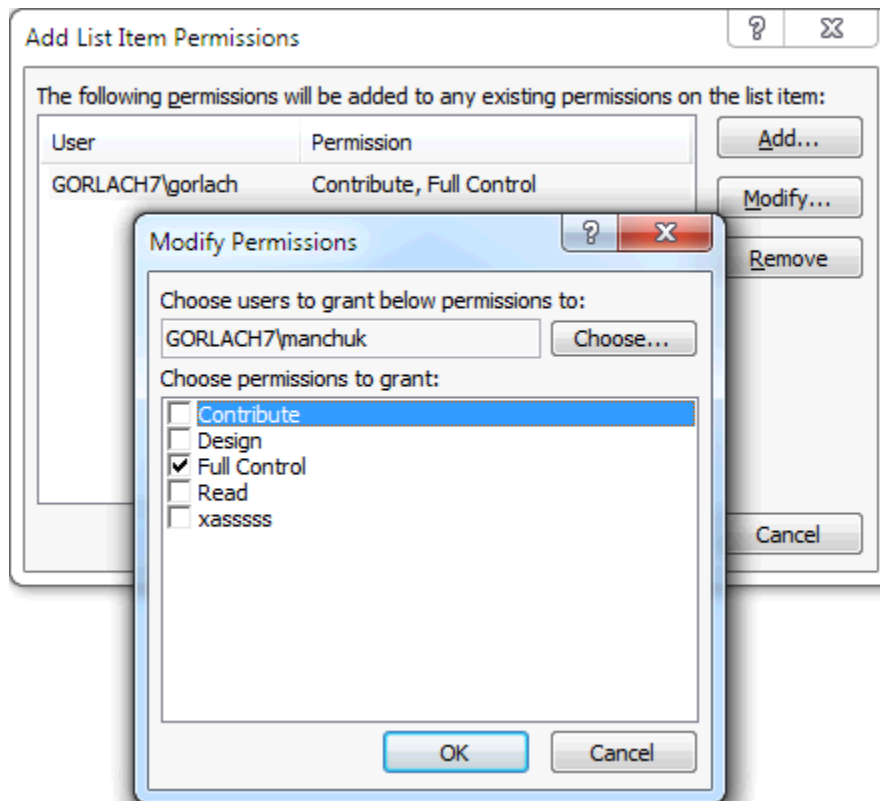 Add List Item Permissions
The following permissions will be added to any existing permissions on the list item:
User Permission
Add...
GORLACH7\gorlach Contribute, Full Control
Modify...
Remove
Modify Permissions
Choose users to grant below permissions to:
GORLACH7\manchuk Choose...
Choose permissions to grant:
Contribute
Design
Full Control
Read
xasssss
Cancel
OK Cancel